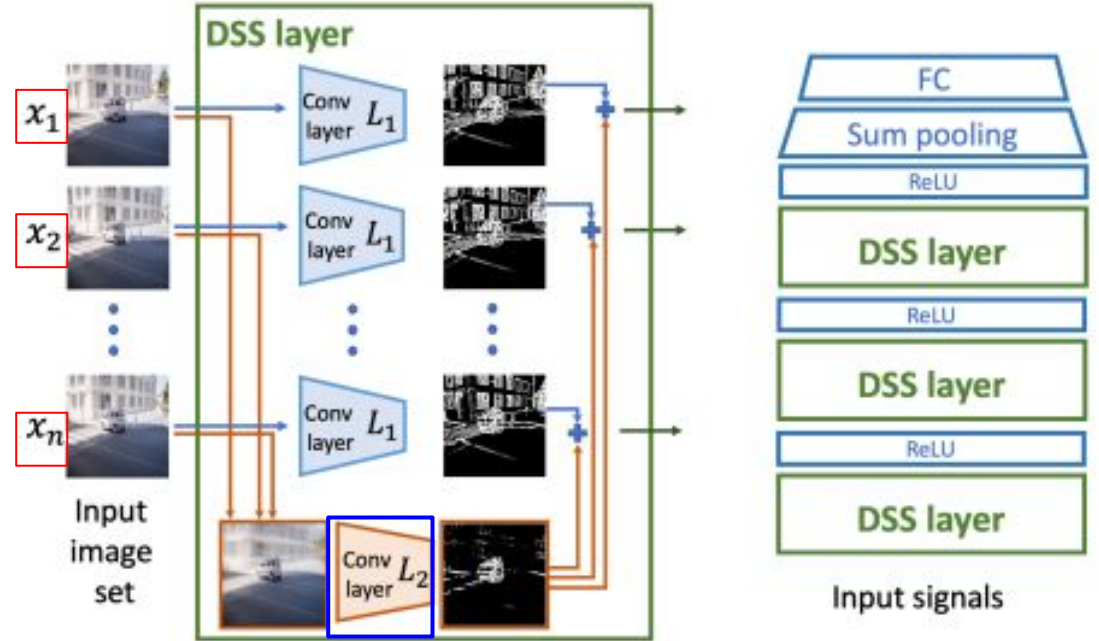 DSS layer
x₁
Conv
layer L₁
x₂
Conv
layer L₁
xₙ
Conv
layer L₁
Input
image
set
Conv
layer L₂
FC
Sum pooling
ReLU
DSS layer
ReLU
DSS layer
ReLU
DSS layer
Input signals